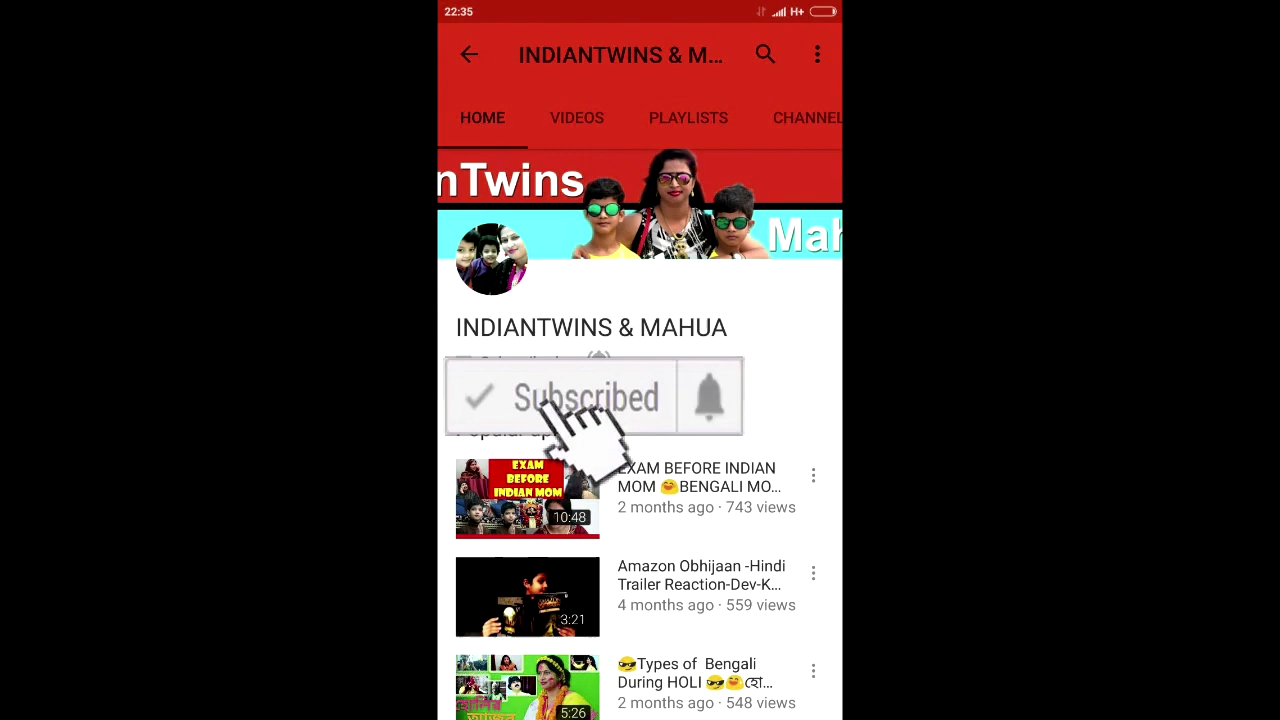 22:35
H+
INDIANTWINS & M...
HOME VIDEOS PLAYLISTS CHANNEL
nTwins
Mah
INDIANTWINS & MAHUA
Subscribed
EXAM
BEFORE
INDIAN MOM
10:48
EXAM BEFORE INDIAN
MOM 😄BENGALI MO...
2 months ago · 743 views
3:21
Amazon Obhijaan -Hindi
Trailer Reaction-Dev-K...
4 months ago · 559 views
5:26
😎Types of Bengali
During HOLI 😎😄হো...
2 months ago · 548 views